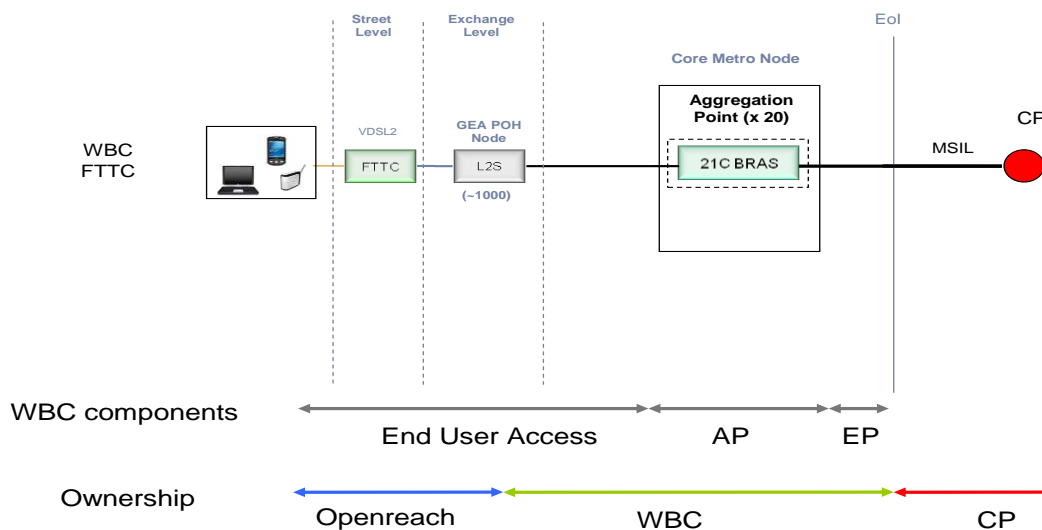 Street
Level
Exchange
Level
EoI
Core Metro Node
Aggregation
Point (x 20)
CP
WBC
FTTC
VDSL2
FTTC
GEA POH
Node
L2S
(~1000)
21C BRAS
MSIL
WBC components
End User Access
AP
EP
Ownership
Openreach
WBC
CP